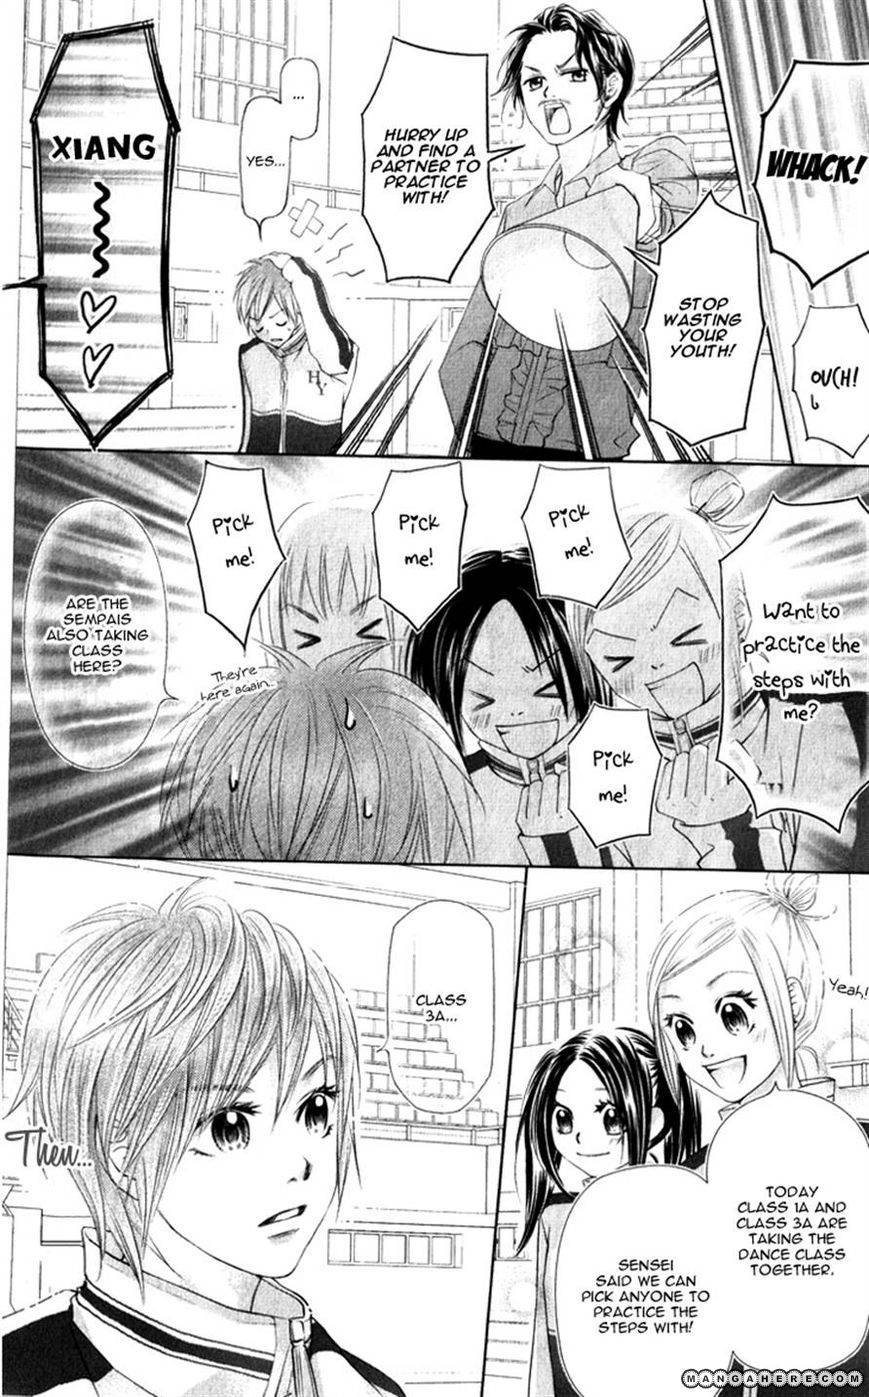 WHACK!
OUCH!
HURRY UP
AND FIND A
PARTNER TO
PRACTICE
WITH!
STOP
WASTING
YOUR
YOUTH!
...
YES...
H.Y
XIANG
Want to
practice the
steps with
me?
Pick
me!
Pick
me!
Pick
me!
Pick
me!
They're
here again...
ARE THE
SEMPAIS
ALSO TAKING
CLASS
HERE?
Yeah!
TODAY
CLASS 1A AND
CLASS 3A ARE
TAKING THE
DANCE CLASS
TOGETHER.
SENSEI
SAID WE CAN
PICK ANYONE TO
PRACTICE THE
STEPS WITH!
CLASS
3A...
Then...
MANGAHERE.COM